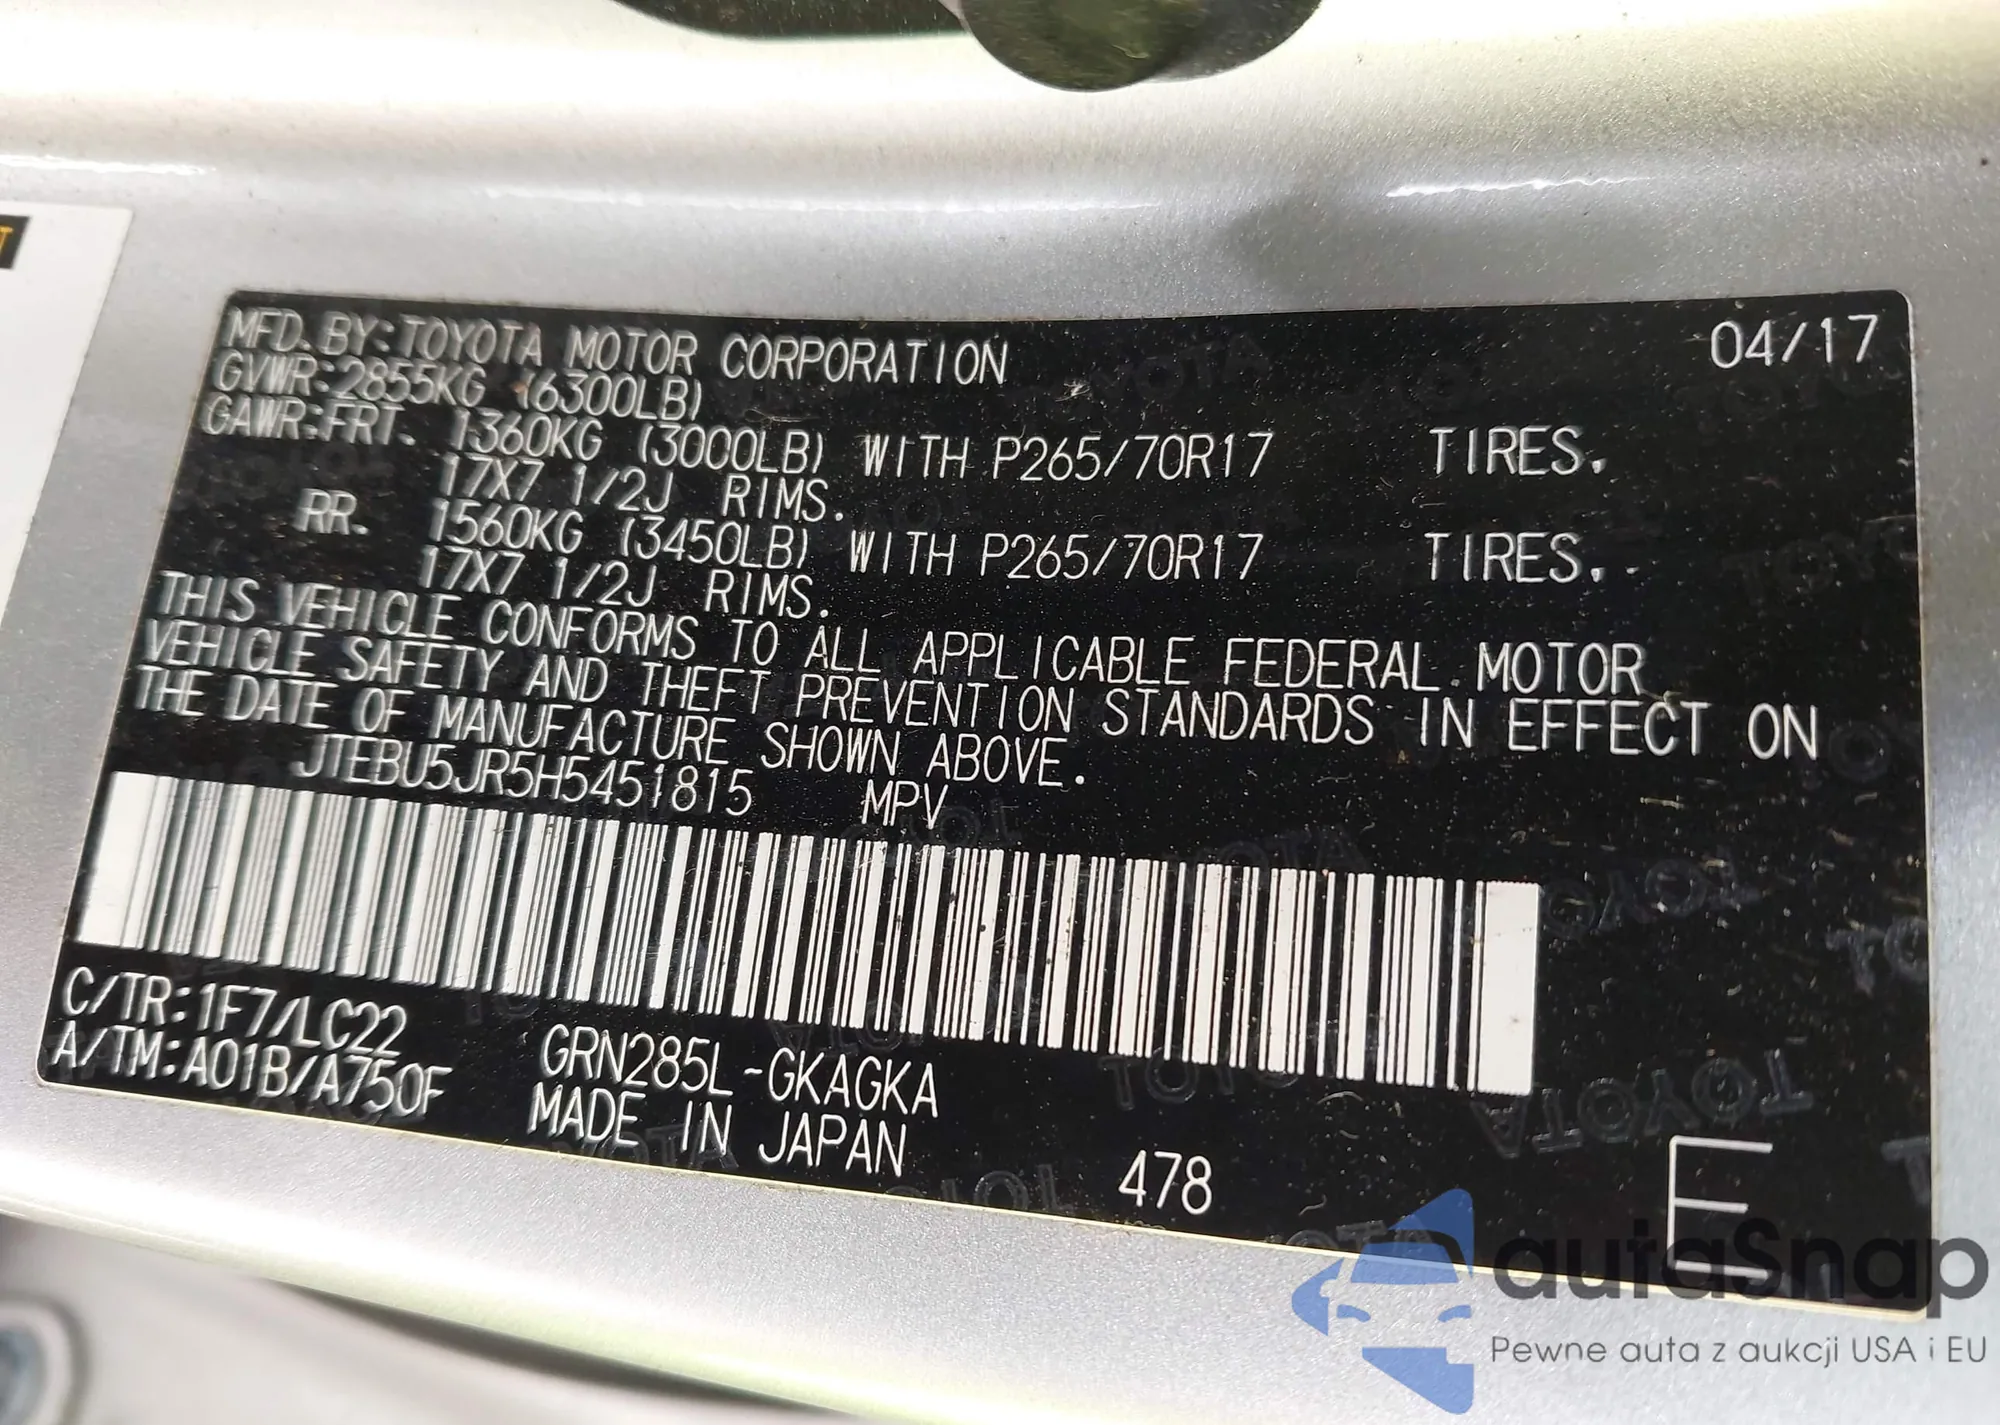 MFD. BY: TOYOTA MOTOR CORPORATION 04/17
GVWR: 2855KG (6300LB)
GAWR: FRT. 1360KG (3000LB) WITH P265/70R17 TIRES.
17X7 1/2J RIMS.
RR. 1560KG (3450LB) WITH P265/70R17 TIRES.
17X7 1/2J RIMS.
THIS VEHICLE CONFORMS TO ALL APPLICABLE FEDERAL MOTOR
VEHICLE SAFETY AND THEFT PREVENTION STANDARDS IN EFFECT ON
THE DATE OF MANUFACTURE SHOWN ABOVE.
JTEBU5JR5H5451815 MPV
C/TR: 1F7/LC22
A/TM: A01B/A750F
GRN285L-GKAGKA
MADE IN JAPAN
478
E
autaSnap
Pewne auta z aukcji USA i EU